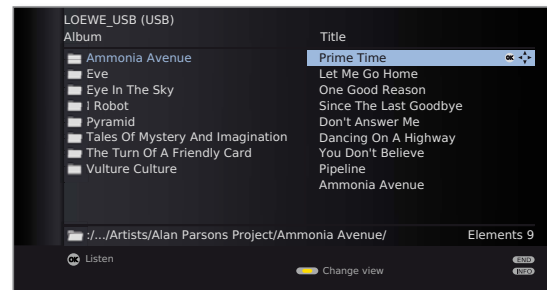 LOEWE_USB (USB)
Album
Title
Ammonia Avenue
Eve
Eye In The Sky
I Robot
Pyramid
Tales Of Mystery And Imagination
The Turn Of A Friendly Card
Vulture Culture
Prime Time
OK
Let Me Go Home
One Good Reason
Since The Last Goodbye
Don't Answer Me
Dancing On A Highway
You Don't Believe
Pipeline
Ammonia Avenue
:/.../Artists/Alan Parsons Project/Ammonia Avenue/
Elements 9
OK Listen
END
Change view
INFO